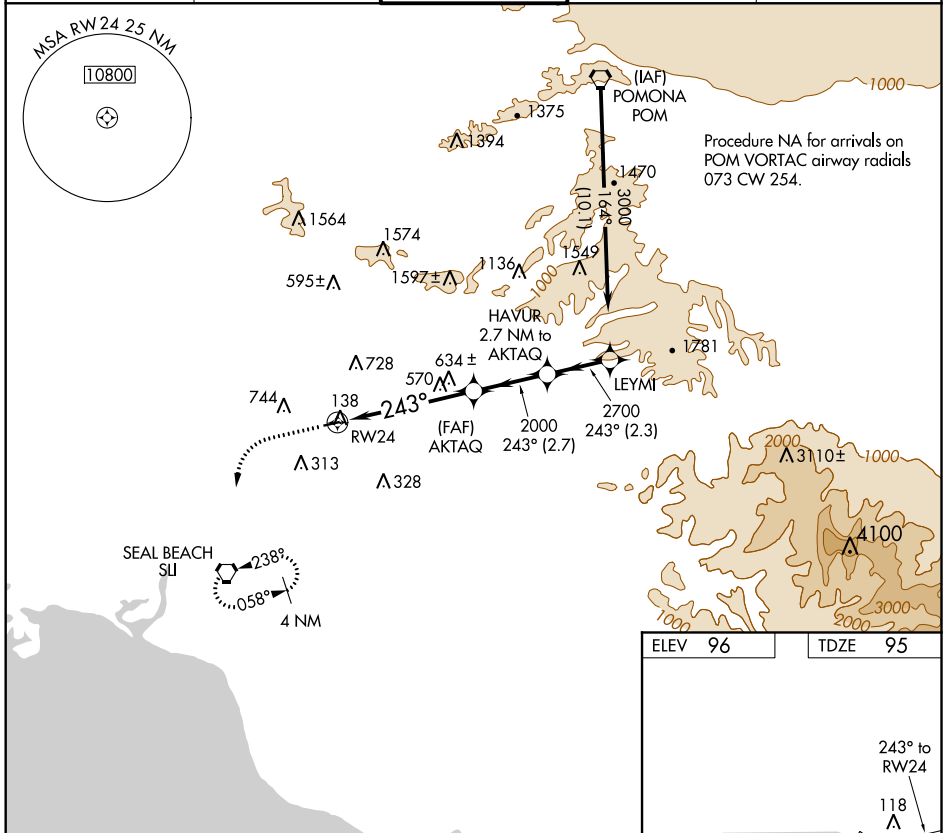 MSA RW24 25 NM
10800
(IAF)
POMONA
POM
1375
1394
1000
Procedure NA for arrivals on
POM VORTAC airway radials
073 CW 254.
1470
3000
164°
(10.1)
1564
1574
595±
1597±
1136
1549
1000
HAVUR
2.7 NM to
AKTAQ
1781
728
634±
570
LEYMI
744
138
243°
RW24
(FAF)
AKTAQ
2000
243° (2.7)
2700
243° (2.3)
313
328
2000
3110±
1000
4100
SEAL BEACH
SLI
238°
058°
4 NM
1000
2000
3000
ELEV 96
TDZE 95
243° to
RW24
118